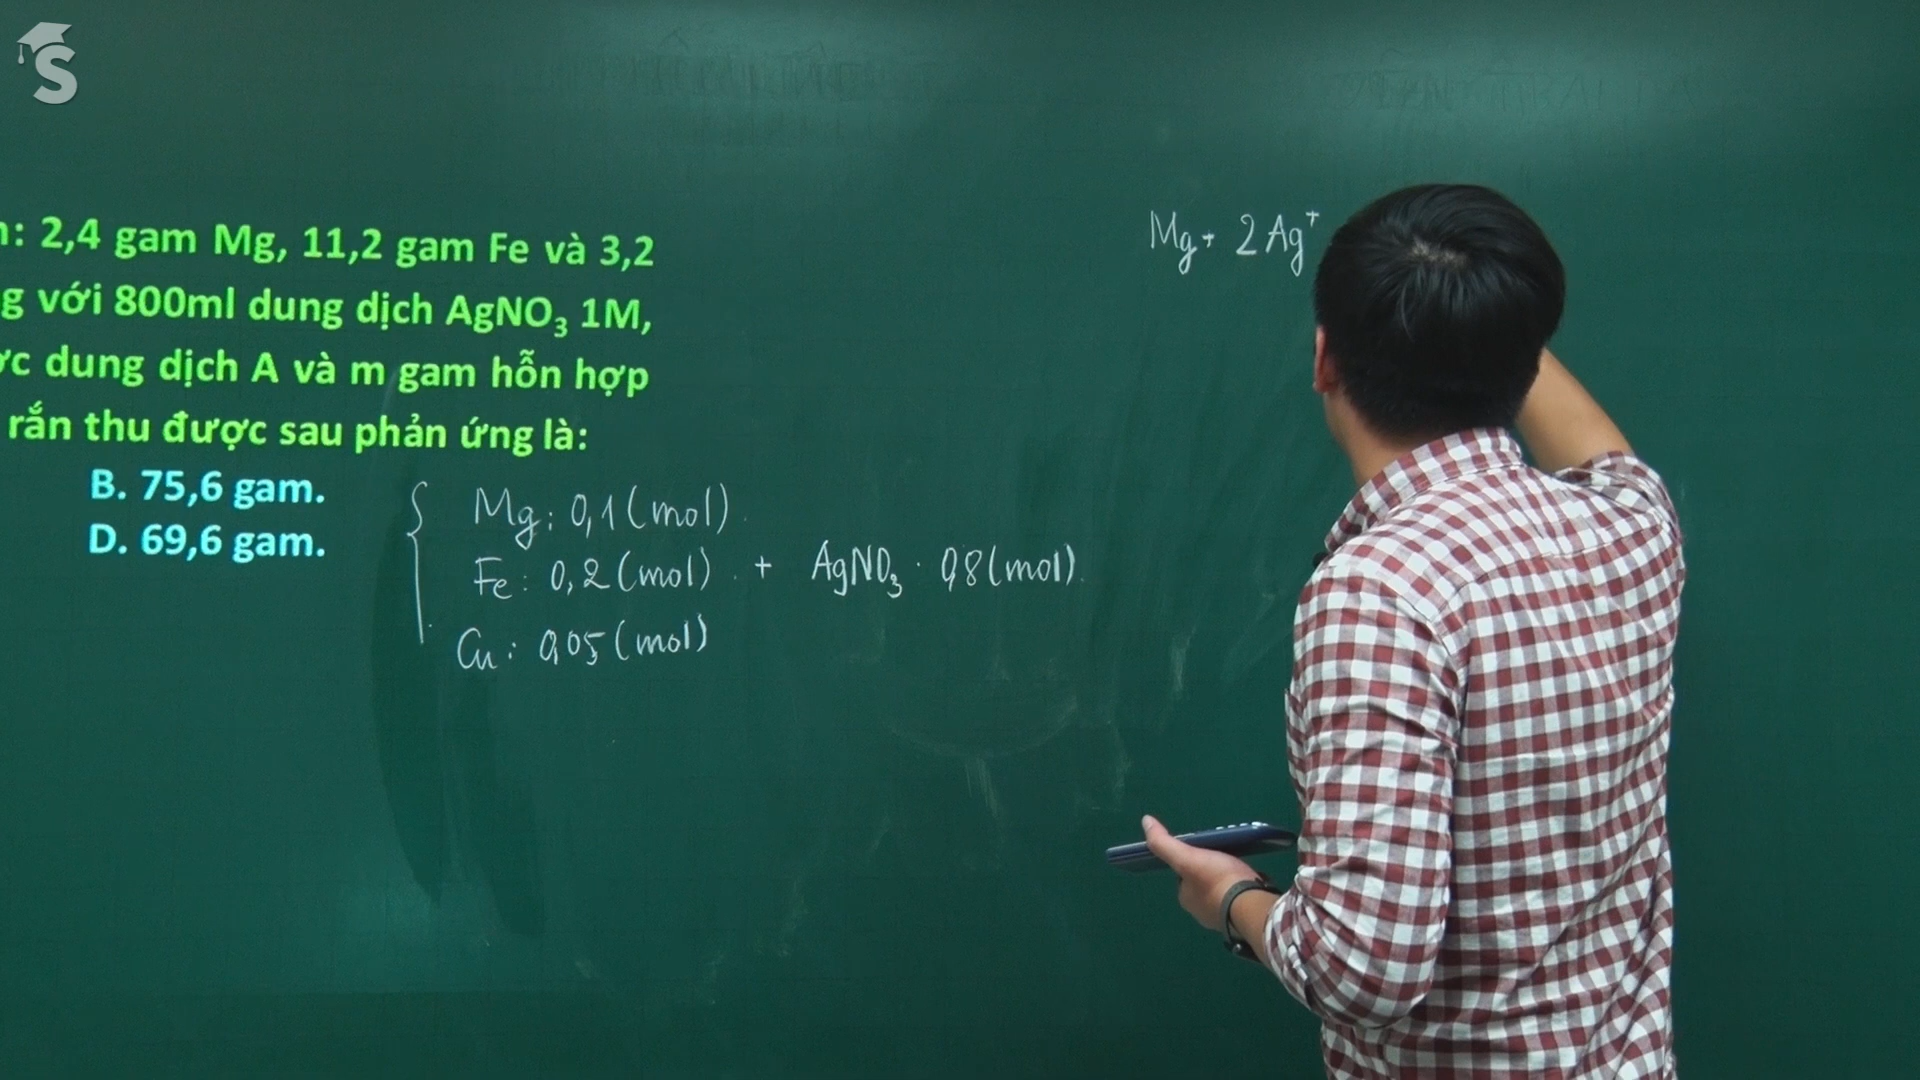 S
: 2,4 gam Mg, 11,2 gam Fe và 3,2
g với 800ml dung dịch AgNO₃ 1M,
dung dịch A và m gam hỗn hợp
rắn thu được sau phản ứng là:
B. 75,6 gam.
D. 69,6 gam.
Mg: 0,1 (mol)
Fe: 0,2 (mol) + AgNO₃ . 0,8 (mol)
Cu: 0,05 (mol)
Mg + 2Ag⁺